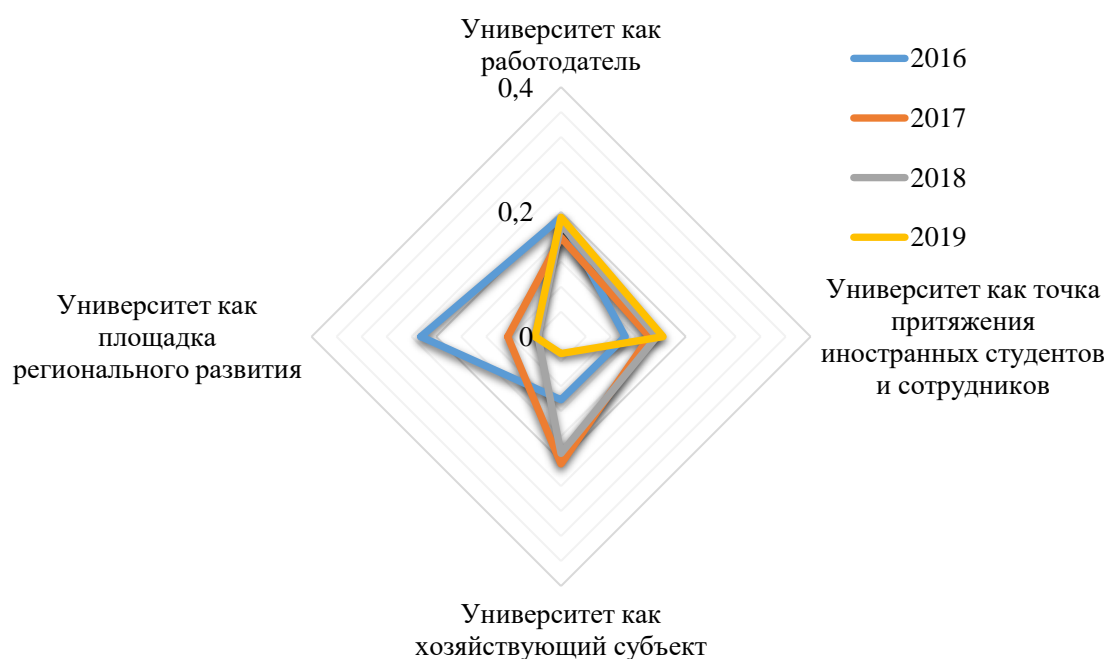 Университет как
работодатель
0,4
0,2
0
2016
2017
2018
2019
Университет как точка
притяжения
иностранных студентов
и сотрудников
Университет как
площадка
регионального развития
Университет как
хозяйствующий субъект